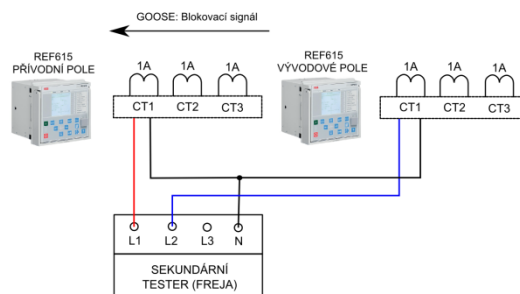 GOOSE: Blokovací signál
REF615
PŘÍVODNÍ POLE
1A 1A 1A
CT1 CT2 CT3
REF615
VÝVODOVÉ POLE
1A 1A 1A
CT1 CT2 CT3
L1 L2 L3 N
SEKUNDÁRNÍ
TESTER (FREJA)